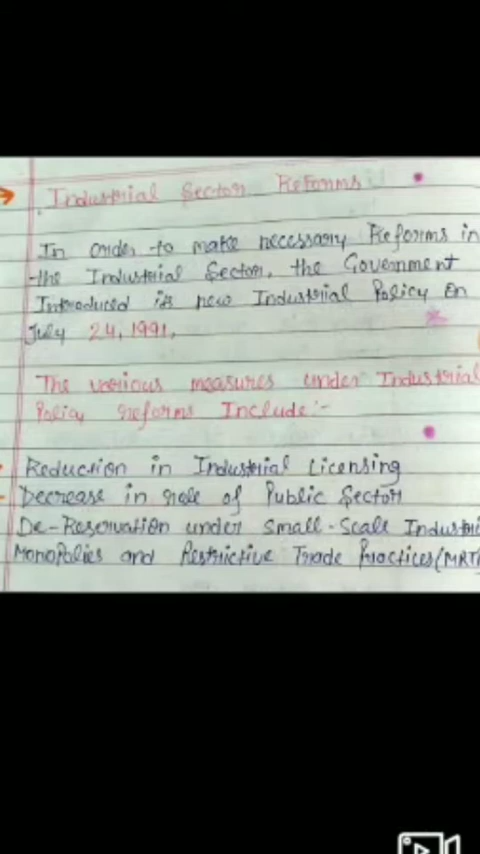 Industrial Sector Reforms
In order to make necessary Reforms in
the Industrial Sector, the Government
Introduced its new Industrial Policy on
July 24, 1991.
The various measures under Industrial
Policy reforms Include:-
Reduction in Industrial Licensing
Decrease in role of Public Sector
De-Reservation under Small-Scale Industri
Monopolies and Restrictive Trade Practices (MRT